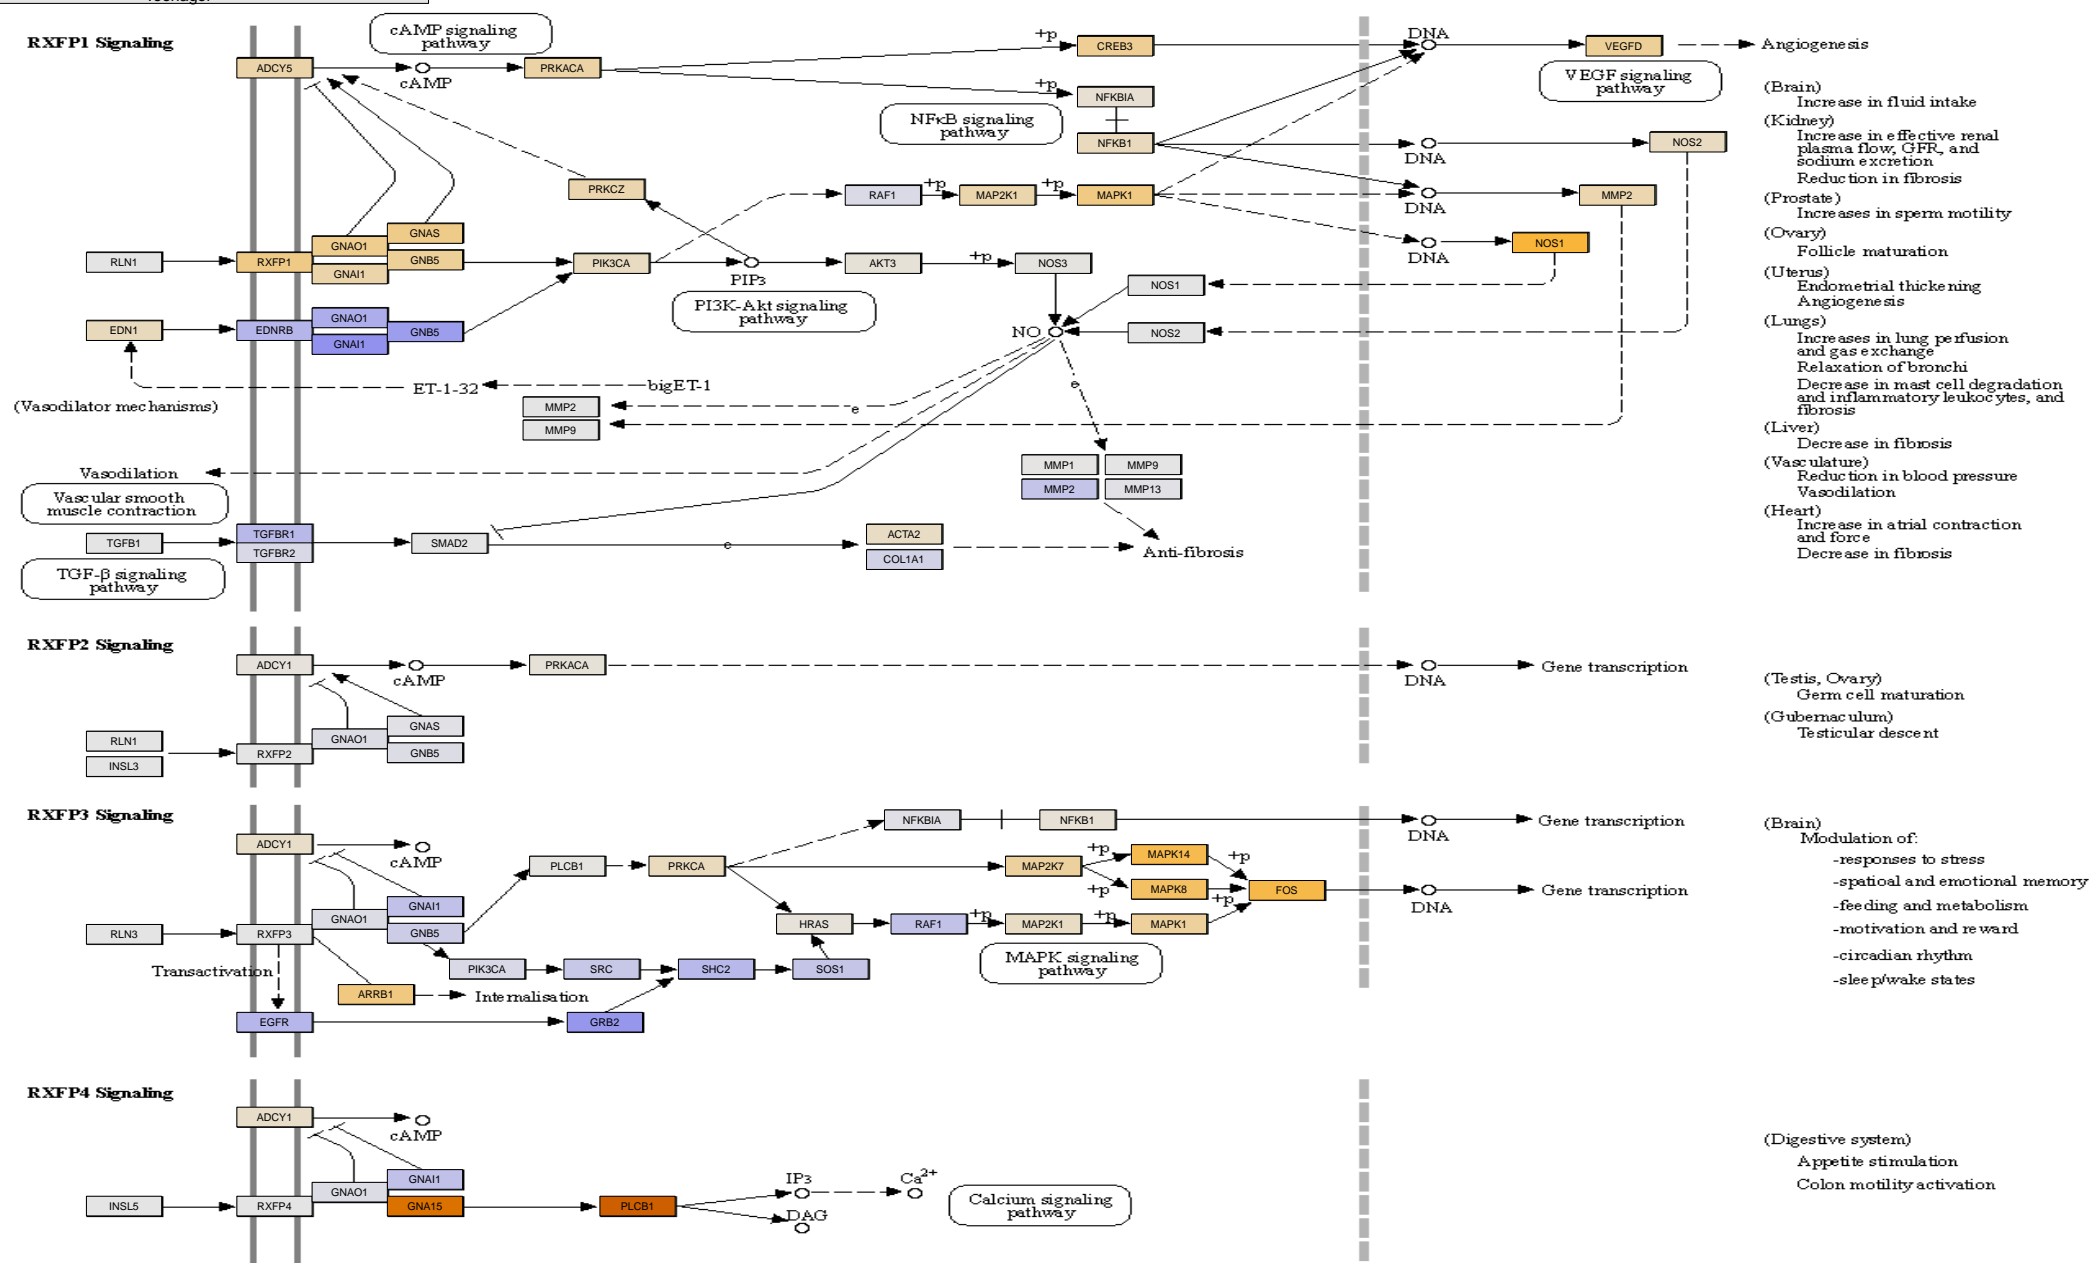 Teenager
RXFP1 Signaling
cAMP signaling
pathway
ADCY5
cAMP
PRKACA
+p
CREB3
DNA
VEGFD
Angiogenesis
VEGF signaling
pathway
+p
NFKBIA
NFκB signaling
pathway
NFKB1
DNA
NOS2
PRKCZ
RAF1
+p
MAP2K1
+p
MAPK1
DNA
MMP2
GNAO1
GNAS
RLN1
RXFP1
GNAI1
GNB5
PIK3CA
PIP3
AKT3
+p
NOS3
DNA
NOS1
NOS1
PI3K-Akt signaling
pathway
EDN1
EDNRB
GNAO1
GNAI1
GNB5
NO
NOS2
ET-1-32
bigET-1
(Vasodilator mechanisms)
MMP2
MMP9
e
e
Vasodilation
Vascular smooth
muscle contraction
MMP1
MMP9
MMP2
MMP13
TGFB1
TGFBR1
TGFBR2
SMAD2
e
ACTA2
COL1A1
Anti-fibrosis
TGF-β signaling
pathway
(Brain)
Increase in fluid intake
(Kidney)
Increase in effective renal
plasma flow, GFR, and
sodium excretion
Reduction in fibrosis
(Prostate)
Increases in sperm motility
(Ovary)
Follicle maturation
(Uterus)
Endometrial thickening
Angiogenesis
(Lungs)
Increases in lung perfusion
and gas exchange
Relaxation of bronchi
Decrease in mast cell degradation
and inflammatory leukocytes, and
fibrosis
(Liver)
Decrease in fibrosis
(Vasculature)
Reduction in blood pressure
Vasodilation
(Heart)
Increase in atrial contraction
and force
Decrease in fibrosis
RXFP2 Signaling
ADCY1
cAMP
PRKACA
DNA
Gene transcription
RLN1
INSL3
RXFP2
GNAO1
GNAS
GNB5
(Testis, Ovary)
Germ cell maturation
(Gubernaculum)
Testicular descent
RXFP3 Signaling
ADCY1
cAMP
NFKBIA
NFKB1
DNA
Gene transcription
PLCB1
PRKCA
MAP2K7
+p
MAPK14
+p
+p
MAPK8
+p
FOS
DNA
Gene transcription
RLN3
RXFP3
GNAO1
GNAI1
GNB5
HRAS
RAF1
+p
MAP2K1
+p
MAPK1
MAPK signaling
pathway
Transactivation
PIK3CA
SRC
SHC2
SOS1
ARRB1
Internalisation
EGFR
GRB2
(Brain)
Modulation of:
-responses to stress
-spatioal and emotional memory
-feeding and metabolism
-motivation and reward
-circadian rhythm
-sleep/wake states
RXFP4 Signaling
ADCY1
cAMP
INSL5
RXFP4
GNAO1
GNAI1
GNA15
PLCB1
IP3
DAG
Ca2+
Calcium signaling
pathway
(Digestive system)
Appetite stimulation
Colon motility activation